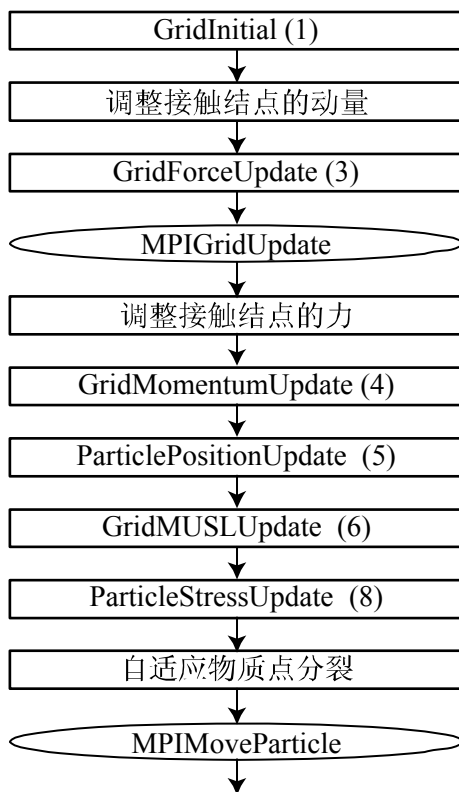 GridInitial (1)
调整接触结点的动量
GridForceUpdate (3)
MPIGridUpdate
调整接触结点的力
GridMomentumUpdate (4)
ParticlePositionUpdate (5)
GridMUSLUpdate (6)
ParticleStressUpdate (8)
自适应物质点分裂
MPIMoveParticle